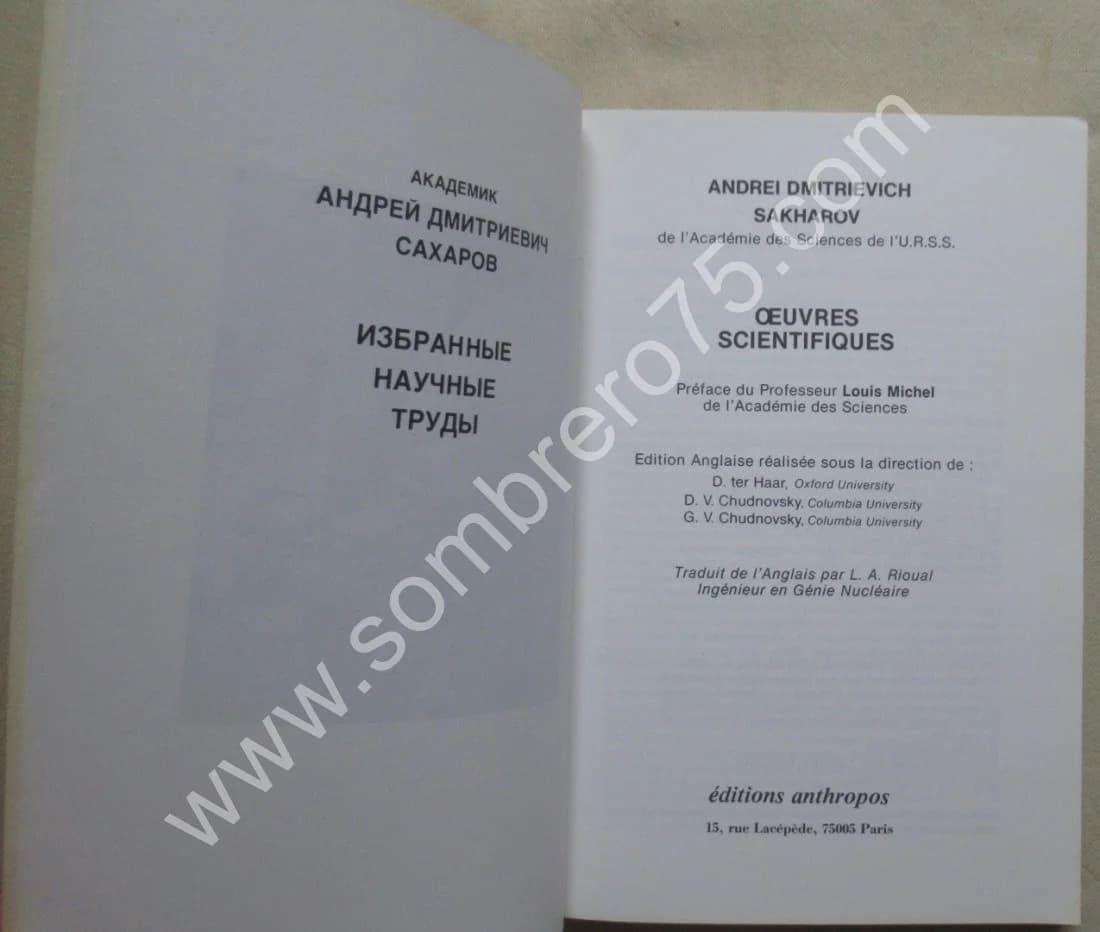 АКАДЕМИК
АНДРЕЙ ДМИТРИЕВИЧ
САХАРОВ
ИЗБРАННЫЕ
НАУЧНЫЕ
ТРУДЫ
ANDREI DMITRIEVICH
SAKHAROV
de l'Académie des Sciences de l'U.R.S.S.
ŒUVRES
SCIENTIFIQUES
Préface du Professeur Louis Michel
de l'Académie des Sciences
Edition Anglaise réalisée sous la direction de :
D. ter Haar, Oxford University
D. V. Chudnovsky, Columbia University
G. V. Chudnovsky, Columbia University
Traduit de l'Anglais par L. A. Rioual
Ingénieur en Génie Nucléaire
éditions anthropos
15, rue Lacépède, 75005 Paris
www.sombrero75.com